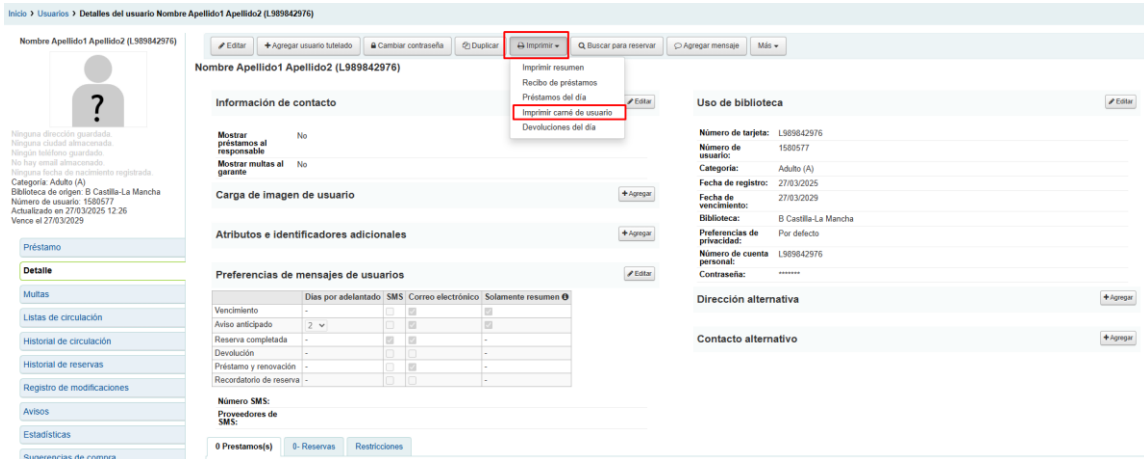 Inicio › Usuarios › Detalles del usuario Nombre Apellido1 Apellido2 (L989842976)
Nombre Apellido1 Apellido2 (L989842976)
?
Ninguna dirección guardada.
Ninguna ciudad almacenada.
Ningún teléfono guardado.
No hay email almacenado
Ninguna fecha de nacimiento registrada.
Categoría: Adulto (A)
Biblioteca de origen: B Castilla-La Mancha
Número de usuario: 1580577
Actualizado en 27/03/2025 12:26
Vence el 27/03/2029
Préstamo
Detalle
Multas
Listas de circulación
Historial de circulación
Historial de reservas
Registro de modificaciones
Avisos
Estadísticas
Sugerencias de compra
Editar
+ Agregar usuario tutelado
Cambiar contraseña
Duplicar
Imprimir
Buscar para reservar
Agregar mensaje
Más
Imprimir resumen
Recibo de préstamos
Préstamos del día
Imprimir carné de usuario
Devoluciones del día
Nombre Apellido1 Apellido2 (L989842976)
Información de contacto
Editar
Mostrar préstamos al responsable No
Mostrar multas al garante No
Carga de imagen de usuario
+ Agregar
Atributos e identificadores adicionales
+ Agregar
Preferencias de mensajes de usuarios
Editar
Días por adelantado SMS Correo electrónico Solamente resumen
Vencimiento - 
Aviso anticipado 2
Reserva completada - -
Devolución - -
Préstamo y renovación - -
Recordatorio de reserva - -
Número SMS:
Proveedores de SMS:
0 Prestamos(s)
0- Reservas
Restricciones
Uso de biblioteca
Editar
Número de tarjeta: L989842976
Número de usuario: 1580577
Categoría: Adulto (A)
Fecha de registro: 27/03/2025
Fecha de vencimiento: 27/03/2029
Biblioteca: B Castilla-La Mancha
Preferencias de privacidad: Por defecto
Número de cuenta personal: L989842976
Contraseña: *******
Dirección alternativa
+ Agregar
Contacto alternativo
+ Agregar